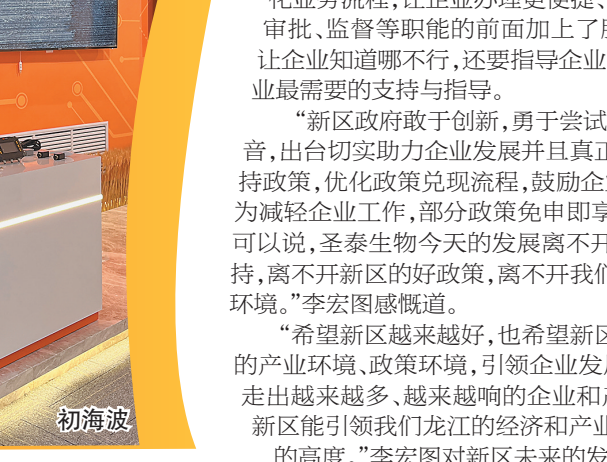 化业务流程，让企业办理更便捷、
审批、监督等职能的前面加上了
让企业知道哪不行，还要指导企业
业最需要的支持与指导。
“新区政府敢于创新，勇于尝试
音，出台切实助力企业发展并且真正
持政策，优化政策兑现流程，鼓励企
为减轻企业工作，部分政策免申即享
可以说，圣泰生物今天的发展离不开
持，离不开新区的好政策，离不开我们
环境。”李宏图感慨道。
“希望新区越来越好，也希望新区
的产业环境、政策环境，引领企业发展
走出越来越多、越来越响的企业和产
新区能引领我们龙江的经济和产业
的高度。”李宏图对新区未来的发
初海波